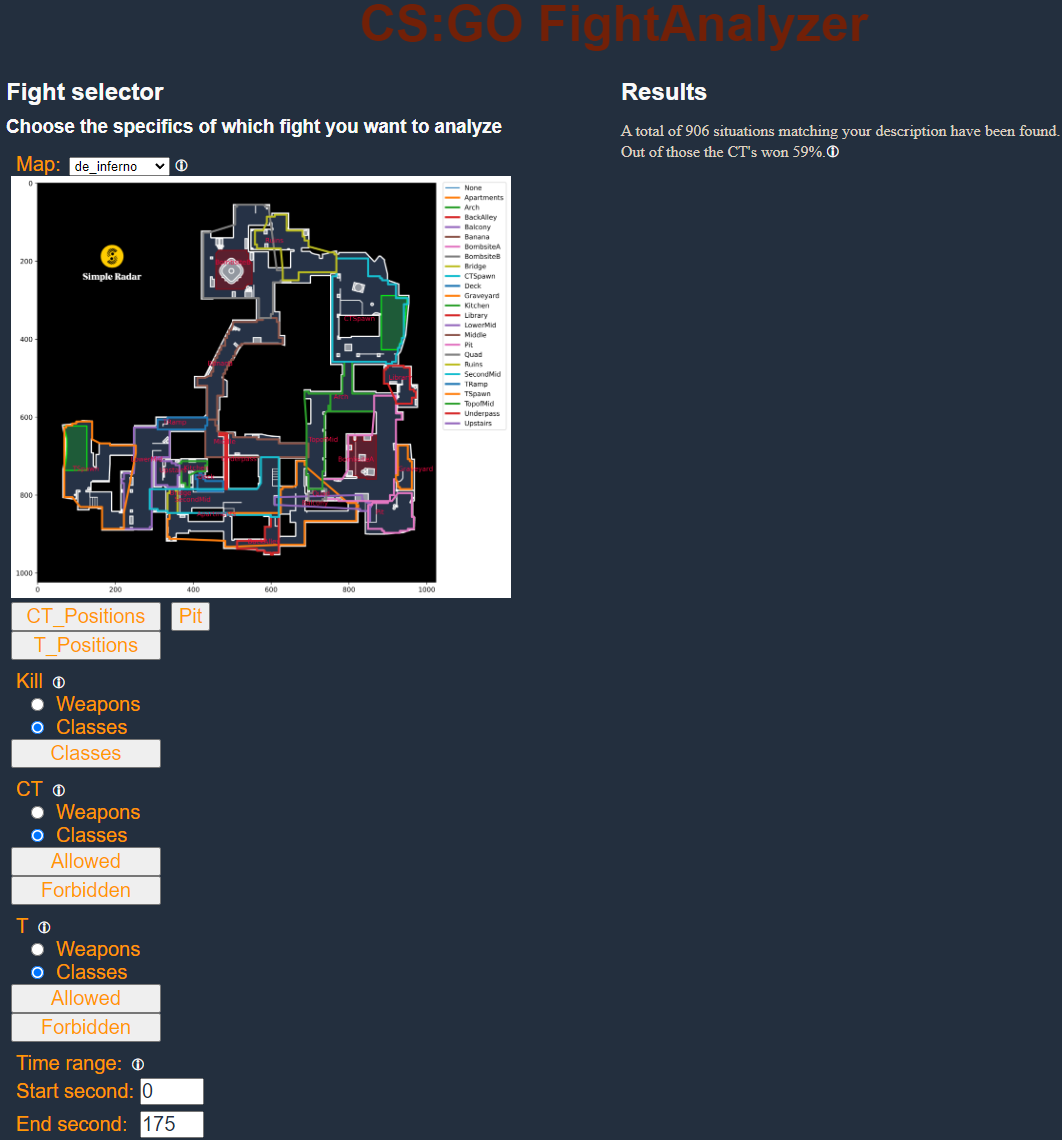 CS:GO FightAnalyzer
Fight selector
Choose the specifics of which fight you want to analyze
Map: de_inferno
Simple Radar
0
200
400
600
800
1000
0
200
400
600
800
1000
None
Apartments
Arch
BackAlley
Balcony
Banana
BombsiteA
BombsiteB
Bridge
CTSpawn
Deck
Graveyard
Kitchen
Library
LowerMid
Middle
Pit
Quad
Ruins
SecondMid
TRamp
TSpawn
TopofMid
Underpass
Upstairs
CTSpawn
CT_Positions
Pit
T_Positions
Kill
Weapons
Classes
Classes
CT
Weapons
Classes
Allowed
Forbidden
T
Weapons
Classes
Allowed
Forbidden
Time range:
Start second: 0
End second: 175
Results
A total of 906 situations matching your description have been found.
Out of those the CT's won 59%.